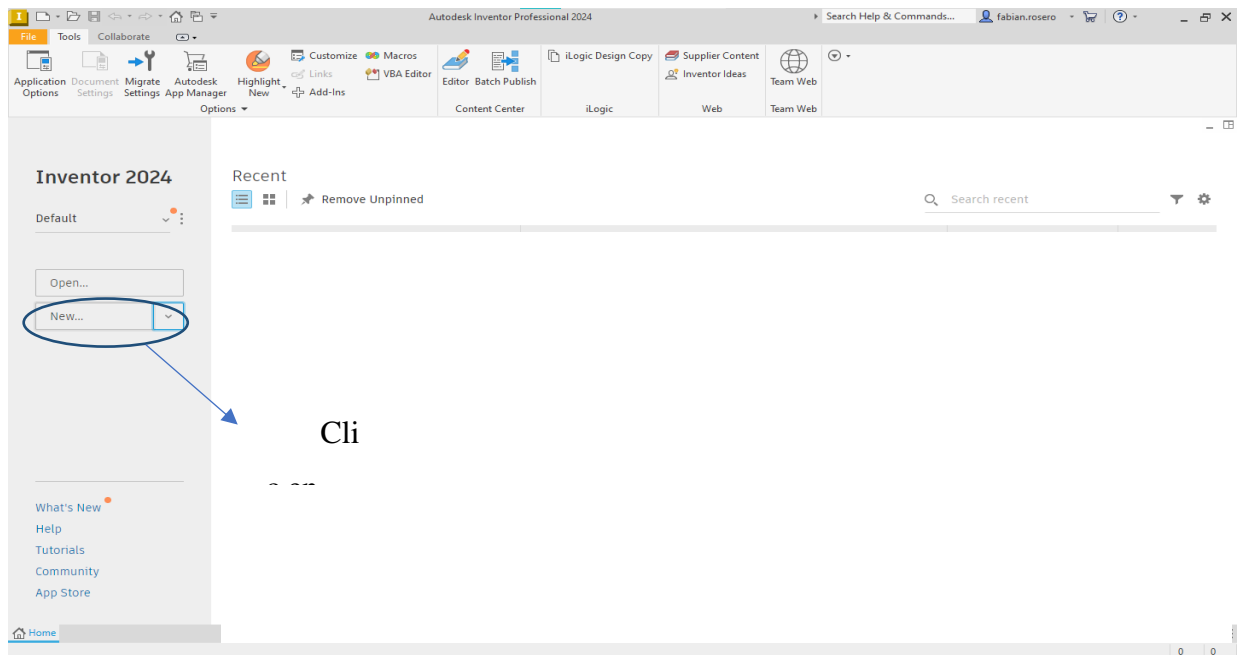 Autodesk Inventor Professional 2024
Search Help & Commands...
fabian.rosero
File Tools Collaborate
Application Options
Document Settings
Migrate Settings
Autodesk App Manager
Highlight New
Customize
Links
Add-Ins
Macros
VBA Editor
Options
Editor
Batch Publish
Content Center
iLogic Design Copy
iLogic
Supplier Content
Inventor Ideas
Web
Team Web
Team Web
Inventor 2024
Default
Open...
New...
Recent
Remove Unpinned
Search recent
Cli
What's New
Help
Tutorials
Community
App Store
Home
0 0